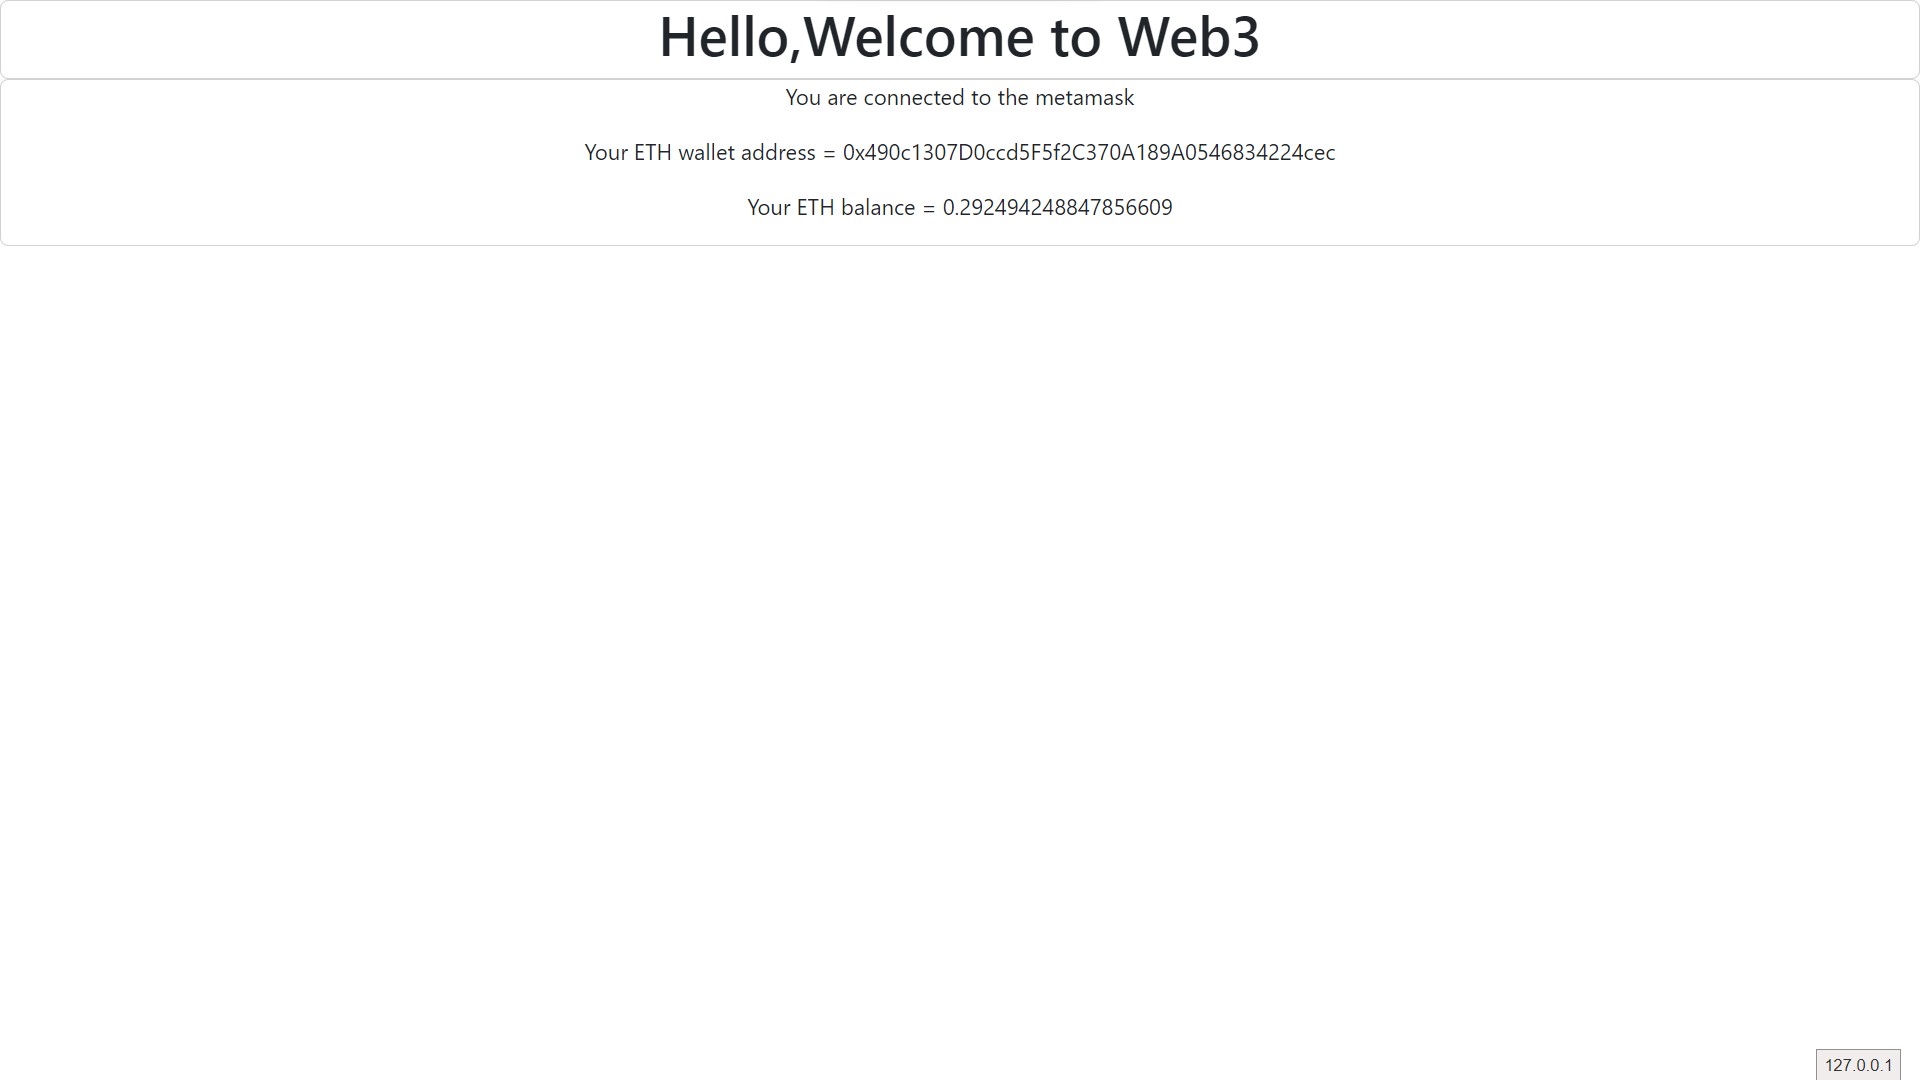 Hello,Welcome to Web3
You are connected to the metamask
Your ETH wallet address = 0x490c1307D0ccd5F5f2C370A189A0546834224cec
Your ETH balance = 0.292494248847856609
127.0.0.1